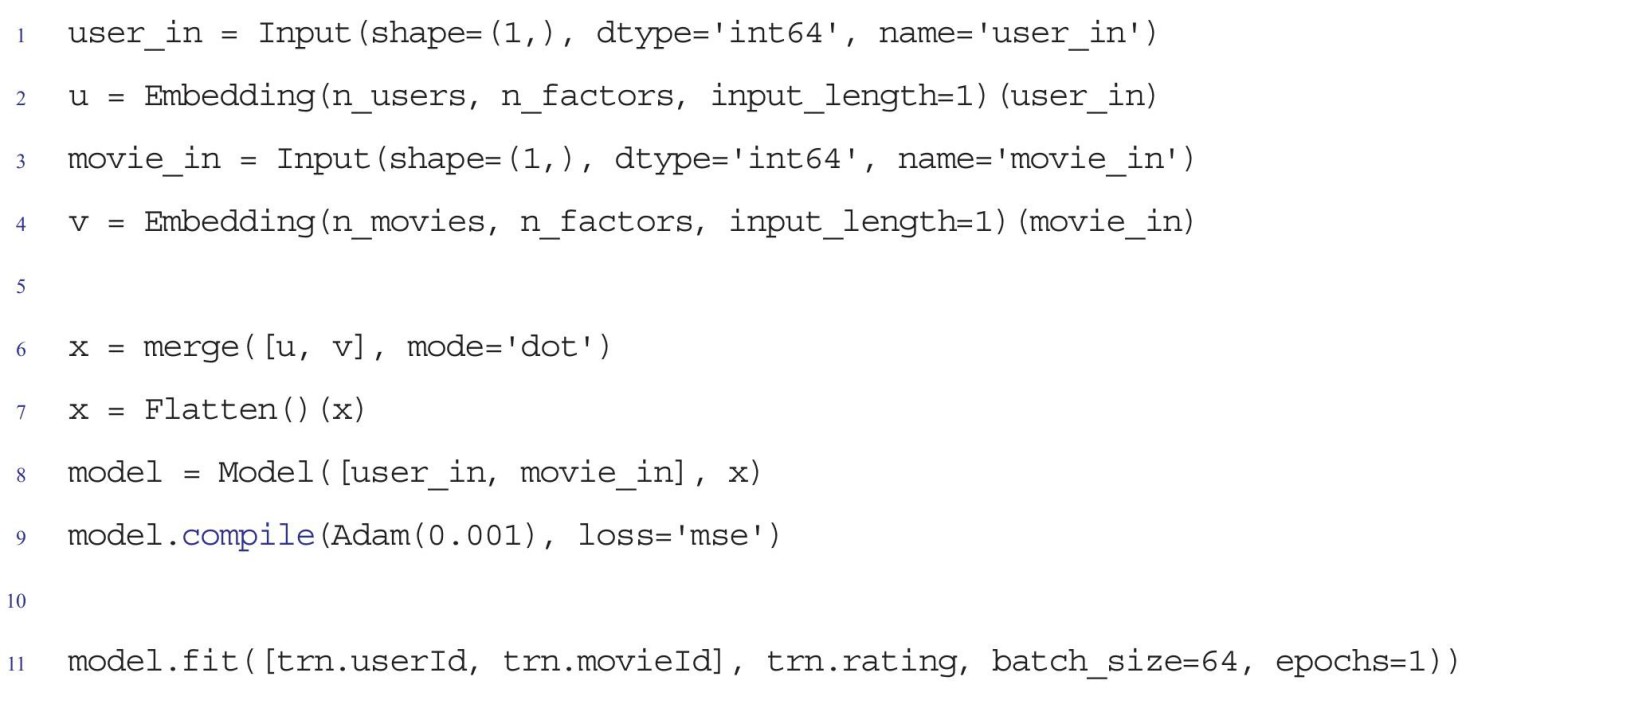 1 user_in = Input(shape=(1,), dtype='int64', name='user_in')
2 u = Embedding(n_users, n_factors, input_length=1)(user_in)
3 movie_in = Input(shape=(1,), dtype='int64', name='movie_in')
4 v = Embedding(n_movies, n_factors, input_length=1)(movie_in)
5
6 x = merge([u, v], mode='dot')
7 x = Flatten()(x)
8 model = Model([user_in, movie_in], x)
9 model.compile(Adam(0.001), loss='mse')
10
11 model.fit([trn.userId, trn.movieId], trn.rating, batch_size=64, epochs=1))